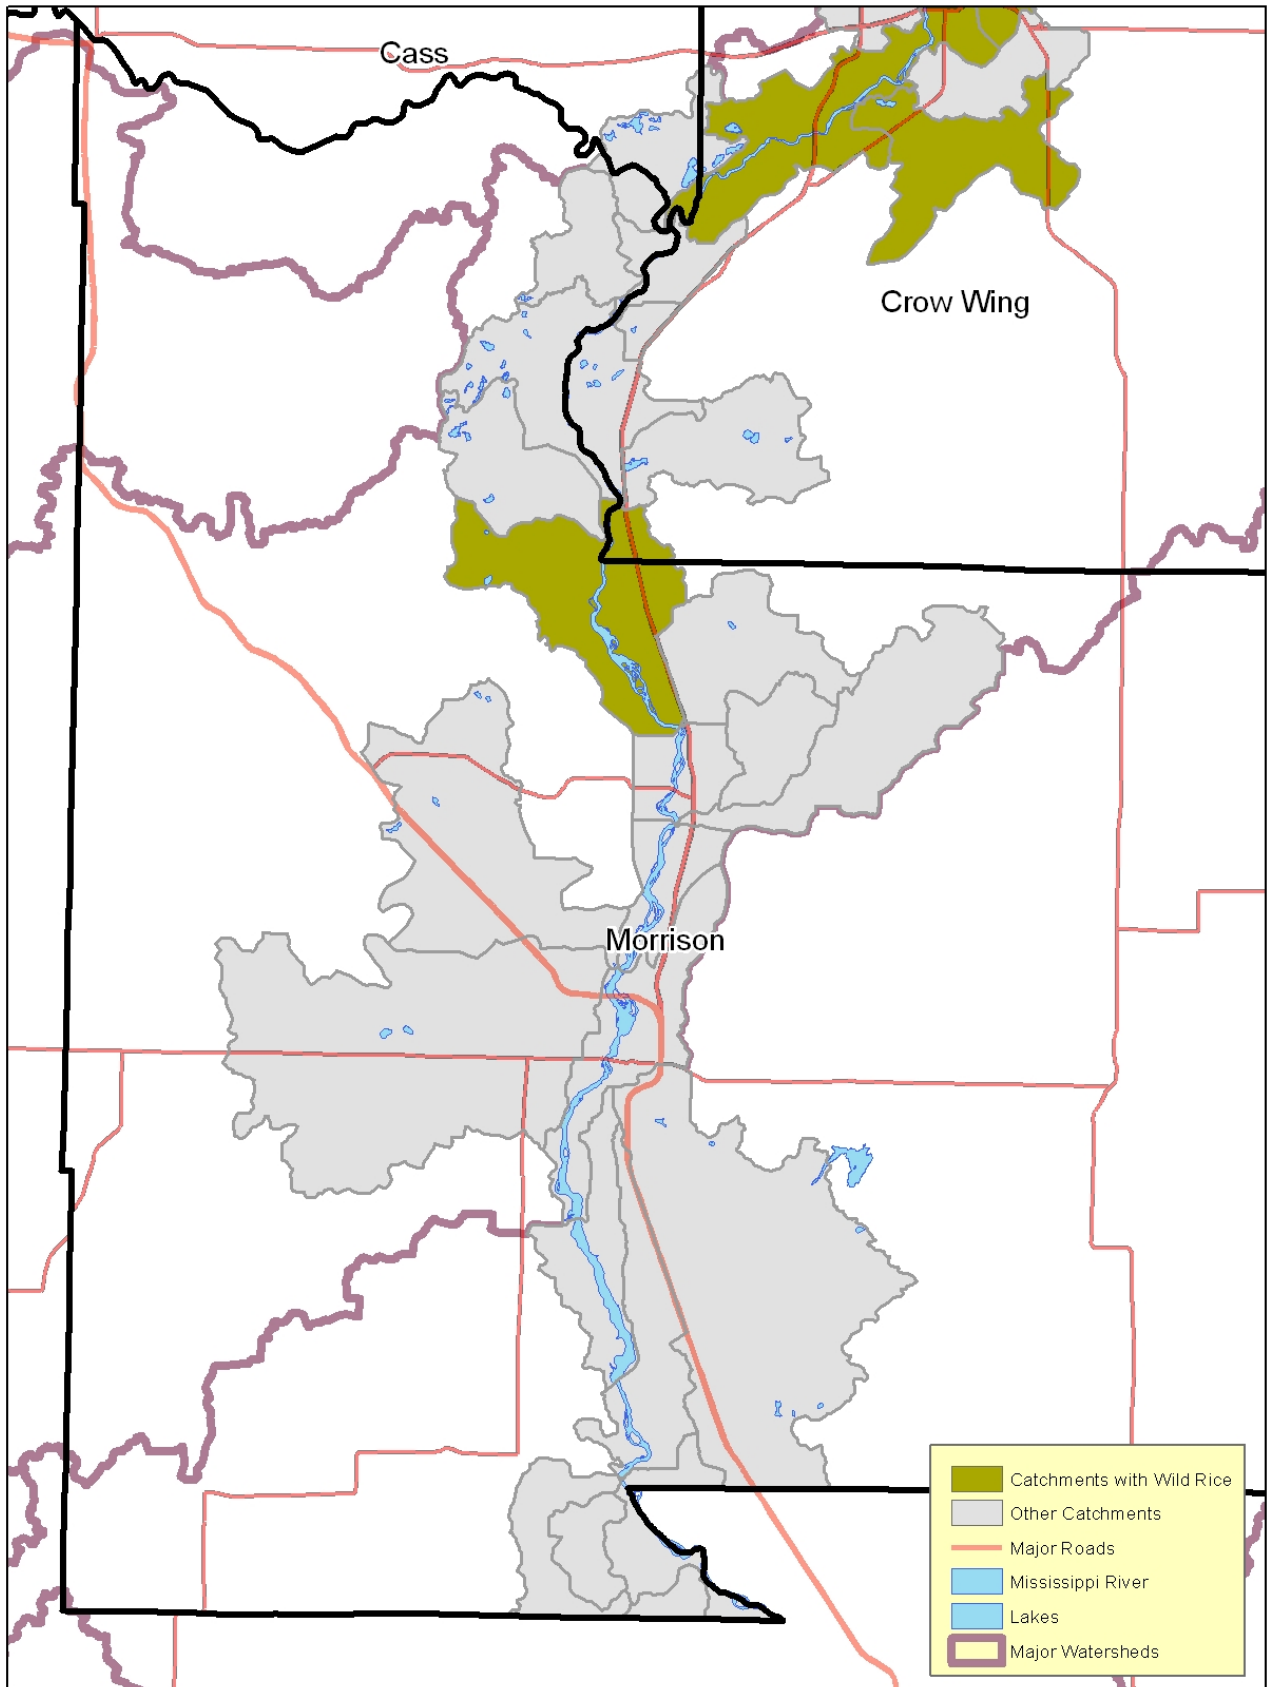 Cass
Crow Wing
Morrison
Catchments with Wild Rice
Other Catchments
Major Roads
Mississippi River
Lakes
Major Watersheds